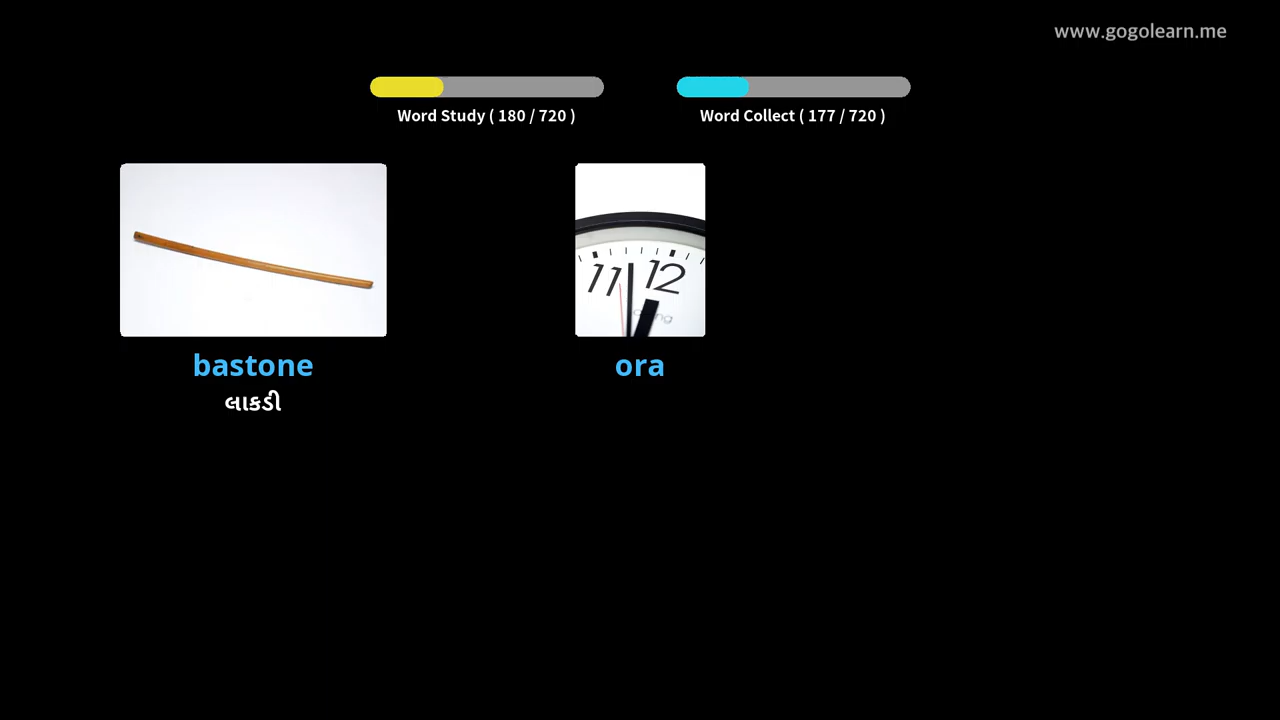 www.gogolearn.me
Word Study ( 180 / 720 )
Word Collect ( 177 / 720 )
11 12
bastone
ora
લાકડી